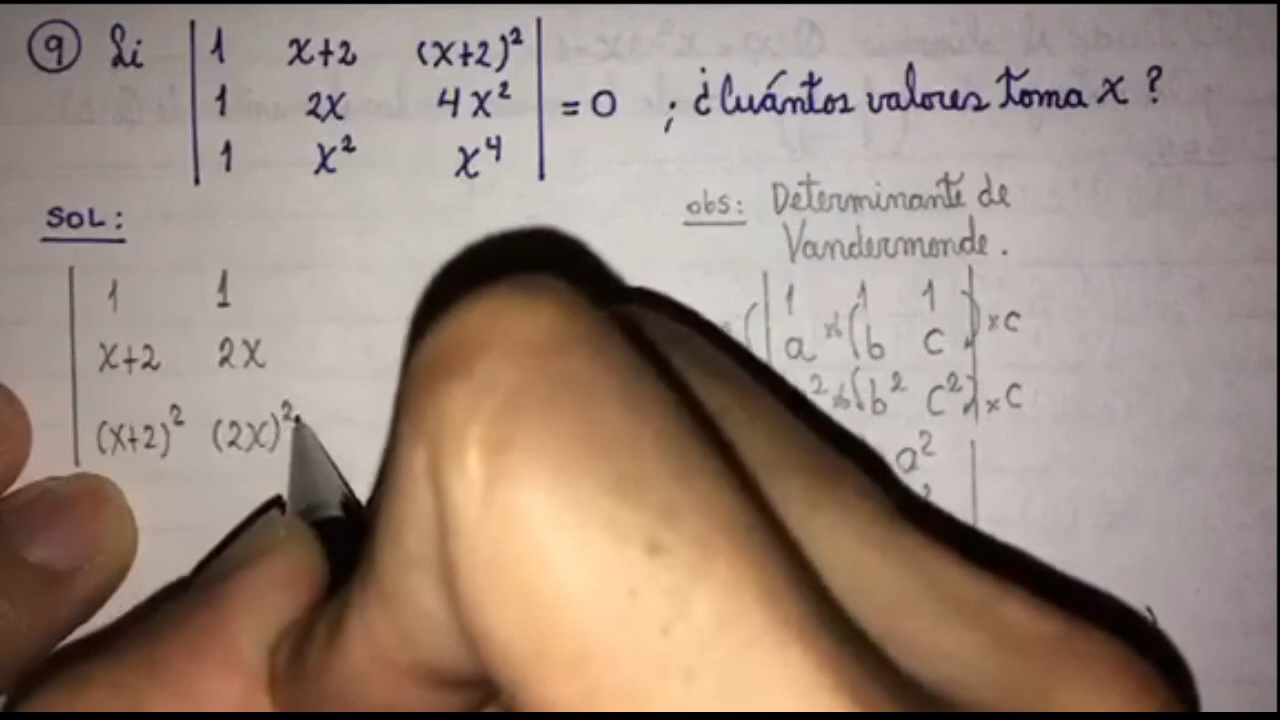 9 Si | 1 x+2 (x+2)² |
| 1 2x 4x² | = 0 ; ¿Cuántos valores toma x?
| 1 x² x⁴ |
SOL:
| 1 1
x+2 2x
(x+2)² (2x)²
obs: Determinante de
Vandermonde.
1 1 1
a b c
² b² c²
×c
×c
a²